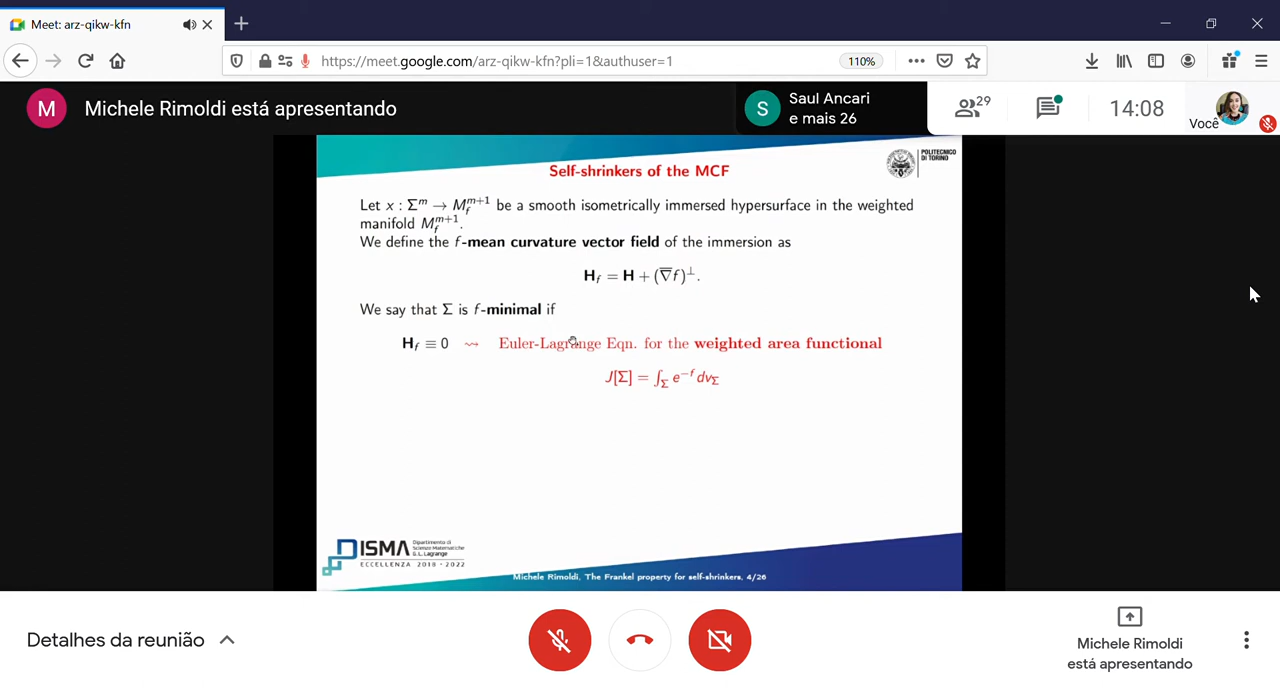 Meet: arz-qikw-kfn
https://meet.google.com/arz-qikw-kfn?pli=1&authuser=1
110%
M
Michele Rimoldi está apresentando
S
Saul Ancari
e mais 26
29
14:08
Você
POLITECNICO
DI TORINO
Self-shrinkers of the MCF
Let x : Σ^m → M_f^{m+1} be a smooth isometrically immersed hypersurface in the weighted
manifold M_f^{m+1}.
We define the f-mean curvature vector field of the immersion as
H_f = H + (∇̄f)^⊥.
We say that Σ is f-minimal if
H_f ≡ 0 ⇝ Euler-Lagrange Eqn. for the weighted area functional
J[Σ] = ∫_Σ e^{−f} dv_Σ
DISMA
Dipartimento di
Scienze Matematiche
G.L. Lagrange
ECCELLENZA 2018 - 2022
Michele Rimoldi, The Frankel property for self-shrinkers, 4/26
Detalhes da reunião
Michele Rimoldi
está apresentando